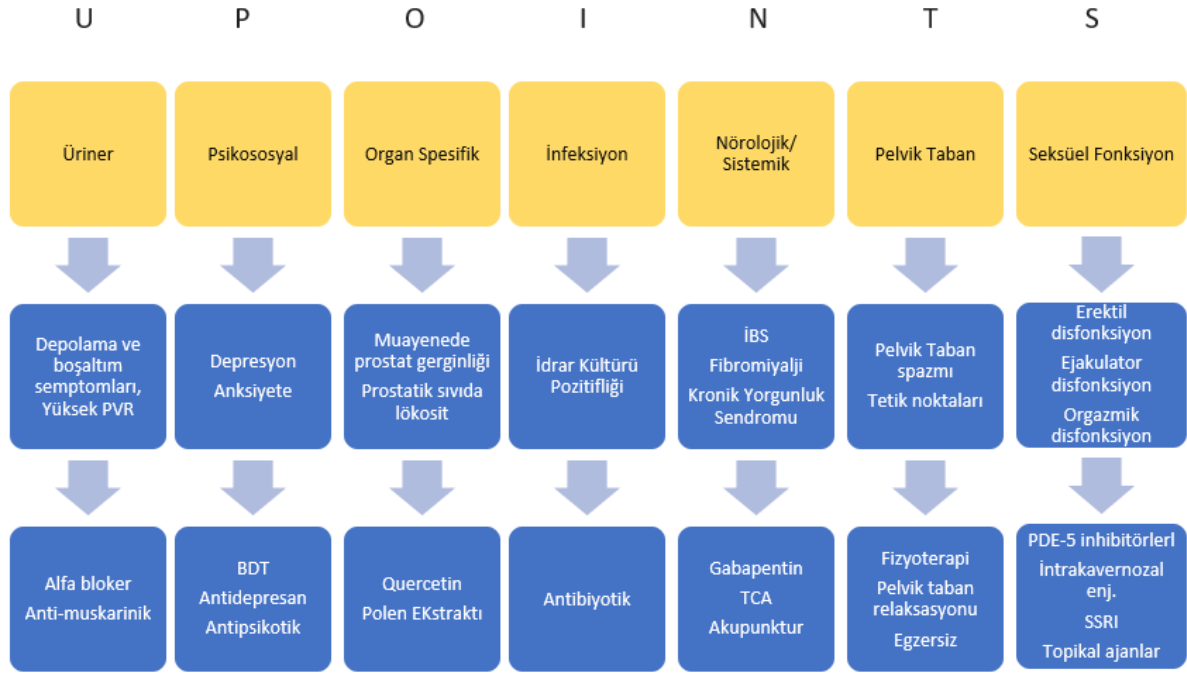 U
P
O
I
N
T
S
Üriner
Psikososyal
Organ Spesifik
İnfeksiyon
Nörolojik/
Sistemik
Pelvik Taban
Seksüel Fonksiyon
Depolama ve
boşaltım
semptomları,
Yüksek PVR
Depresyon
Anksiyete
Muayenede
prostat gerginliği
Prostatik sıvıda
lökosit
İdrar Kültürü
Pozitifliği
İBS
Fibromiyalji
Kronik Yorgunluk
Sendromu
Pelvik Taban
spazmı
Tetik noktaları
Erektil
disfonksiyon
Ejakulator
disfonksiyon
Orgazmik
disfonksiyon
Alfa bloker
Anti-muskarinik
BDT
Antidepresan
Antipsikotik
Quercetin
Polen EKstraktı
Antibiyotik
Gabapentin
TCA
Akupunktur
Fizyoterapi
Pelvik taban
relaksasyonu
Egzersiz
PDE-5 inhibitörlerl
İntrakavernozal
enj.
SSRI
Topikal ajanlar